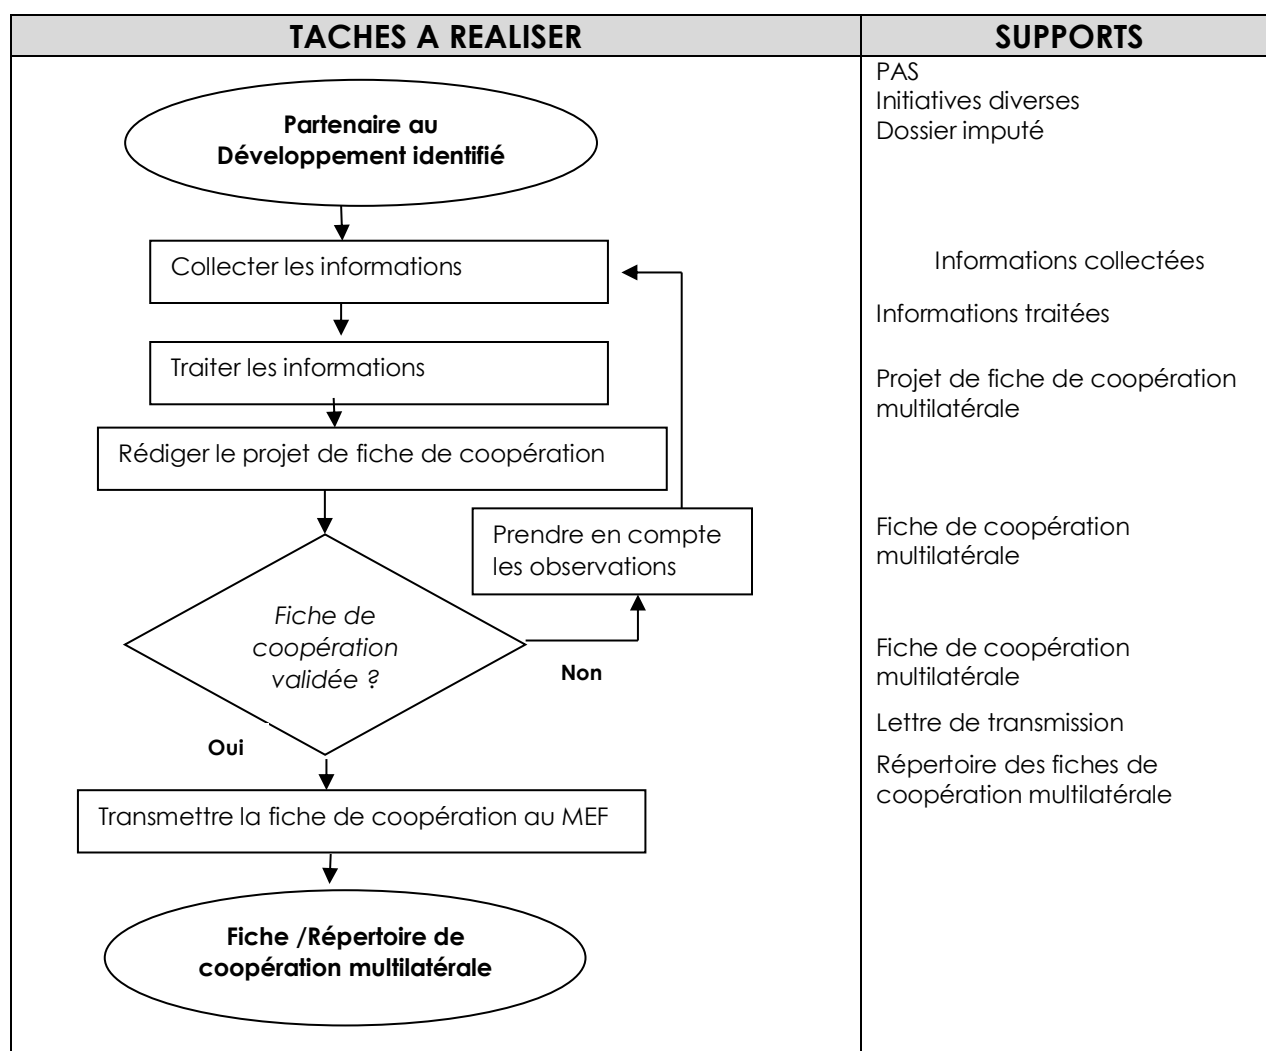 TACHES A REALISER
SUPPORTS
Partenaire au
Développement identifié
Collecter les informations
Traiter les informations
Rédiger le projet de fiche de coopération
Prendre en compte
les observations
Fiche de
coopération
validée ?
Non
Oui
Transmettre la fiche de coopération au MEF
Fiche /Répertoire de
coopération multilatérale
PAS
Initiatives diverses
Dossier imputé
Informations collectées
Informations traitées
Projet de fiche de coopération
multilatérale
Fiche de coopération
multilatérale
Fiche de coopération
multilatérale
Lettre de transmission
Répertoire des fiches de
coopération multilatérale